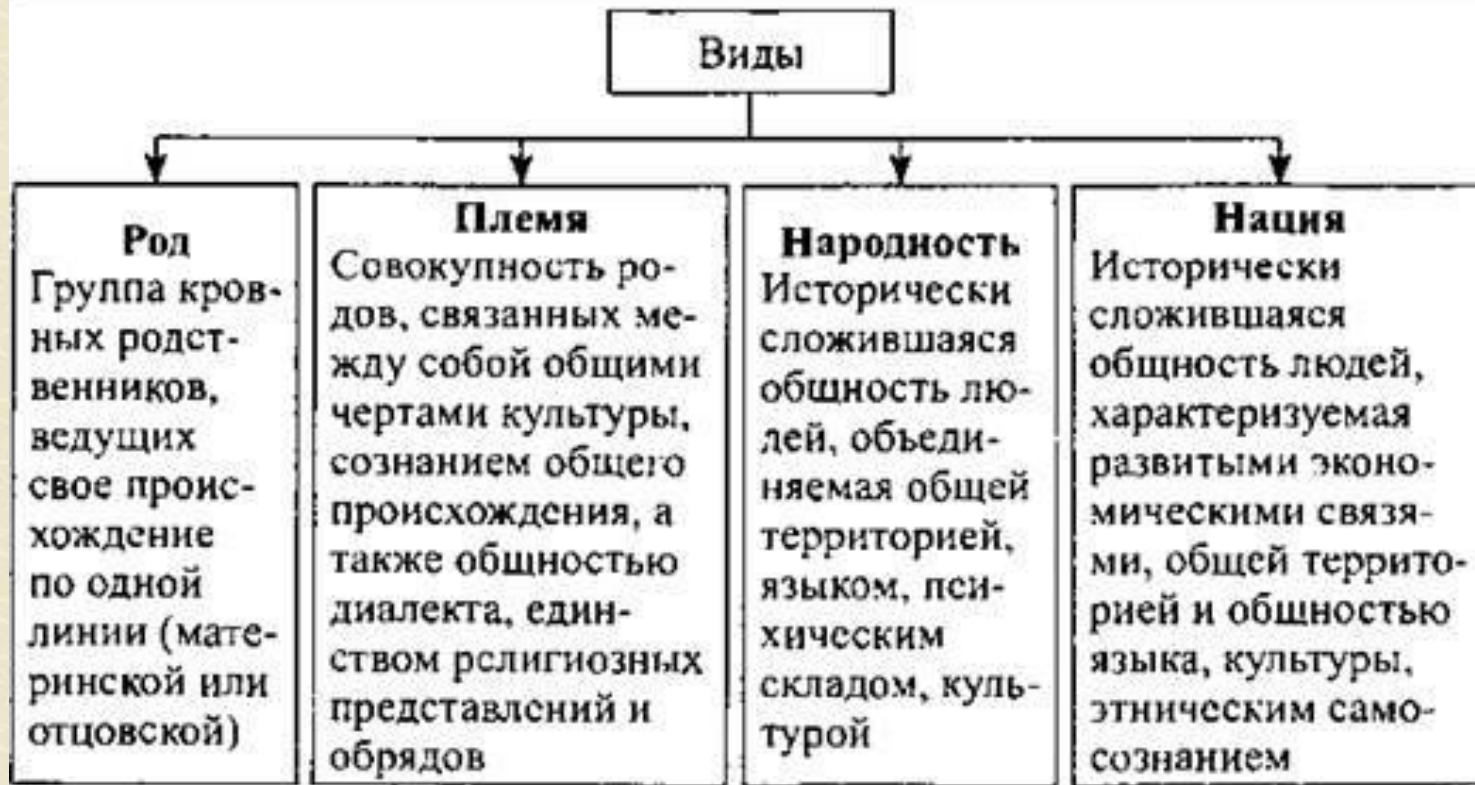 Виды
Род
Группа кров-
ных родст-
венников,
ведущих
свое проис-
хождение
по одной
линии (мате-
ринской или
отцовской)
Племя
Совокупность ро-
дов, связанных ме-
жду собой общими
чертами культуры,
сознанием общего
происхождения, а
также общностью
диалекта, един-
ством религиозных
представлений и
обрядов
Народность
Исторически
сложившаяся
общность лю-
дей, объеди-
няемая общей
территорией,
языком, пси-
хическим
складом, куль-
турой
Нация
Исторически
сложившаяся
общность людей,
характеризуемая
развитыми эконо-
мическими связя-
ми, общей террито-
рией и общностью
языка, культуры,
этническим само-
сознанием